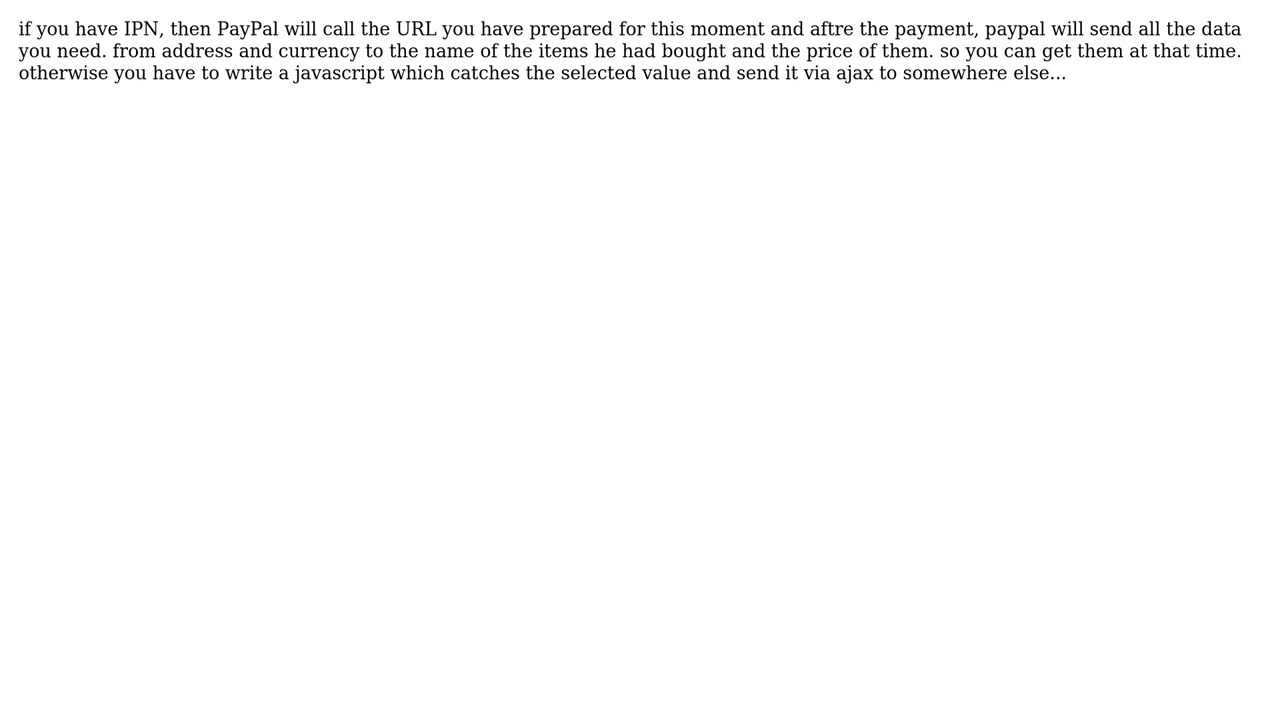 if you have IPN, then PayPal will call the URL you have prepared for this moment and aftre the payment, paypal will send all the data
you need. from address and currency to the name of the items he had bought and the price of them. so you can get them at that time.
otherwise you have to write a javascript which catches the selected value and send it via ajax to somewhere else...